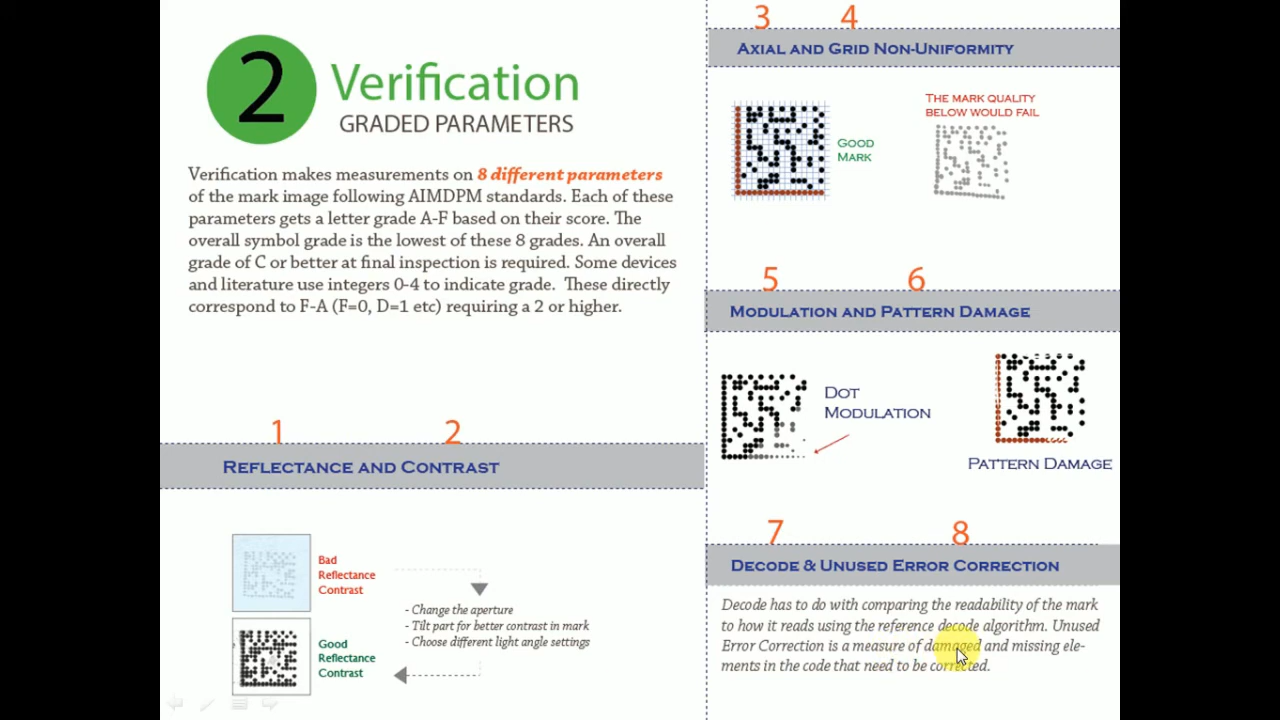 2
Verification
GRADED PARAMETERS
Verification makes measurements on 8 different parameters
of the mark image following AIMDPM standards. Each of these
parameters gets a letter grade A-F based on their score. The
overall symbol grade is the lowest of these 8 grades. An overall
grade of C or better at final inspection is required. Some devices
and literature use integers 0-4 to indicate grade. These directly
correspond to F-A (F=0, D=1 etc) requiring a 2 or higher.
1 2
REFLECTANCE AND CONTRAST
Bad
Reflectance
Contrast
- Change the aperture
- Tilt part for better contrast in mark
- Choose different light angle settings
Good
Reflectance
Contrast
3 4
AXIAL AND GRID NON-UNIFORMITY
GOOD
MARK
THE MARK QUALITY
BELOW WOULD FAIL
5 6
MODULATION AND PATTERN DAMAGE
DOT
MODULATION
PATTERN DAMAGE
7 8
DECODE & UNUSED ERROR CORRECTION
Decode has to do with comparing the readability of the mark
to how it reads using the reference decode algorithm. Unused
Error Correction is a measure of damaged and missing ele-
ments in the code that need to be corrected.